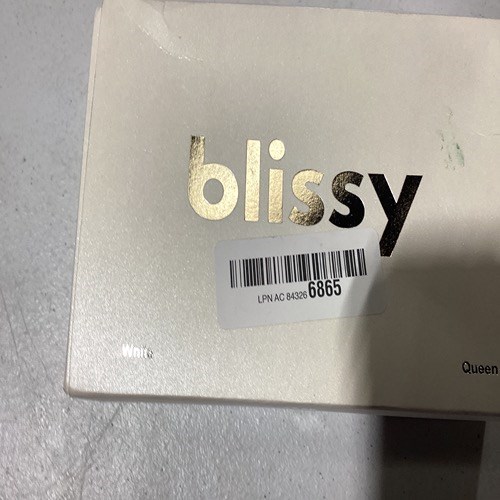 blissy
LPN AC 84326 6865
White
Queen